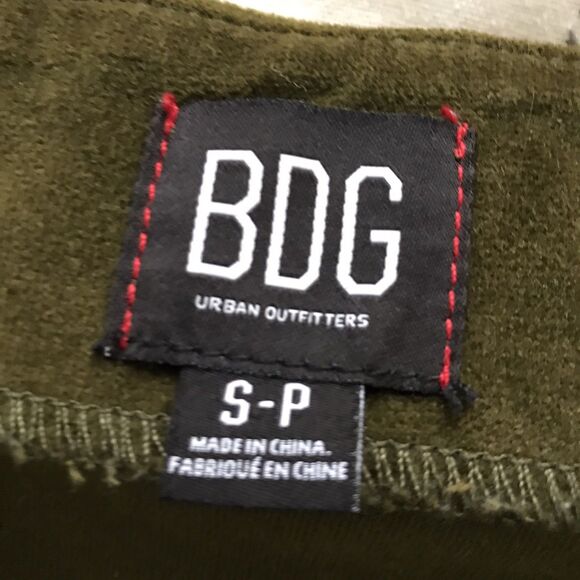 BDG
URBAN OUTFITTERS
S-P
MADE IN CHINA.
FABRIQUÉ EN CHINE